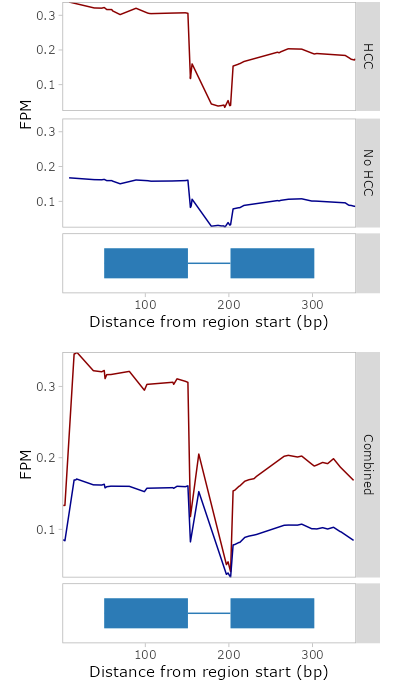 0.3
0.2
0.1
HCC
FPM
0.3
0.2
0.1
No HCC
100 200 300
Distance from region start (bp)
0.3
0.2
0.1
FPM
Combined
100 200 300
Distance from region start (bp)